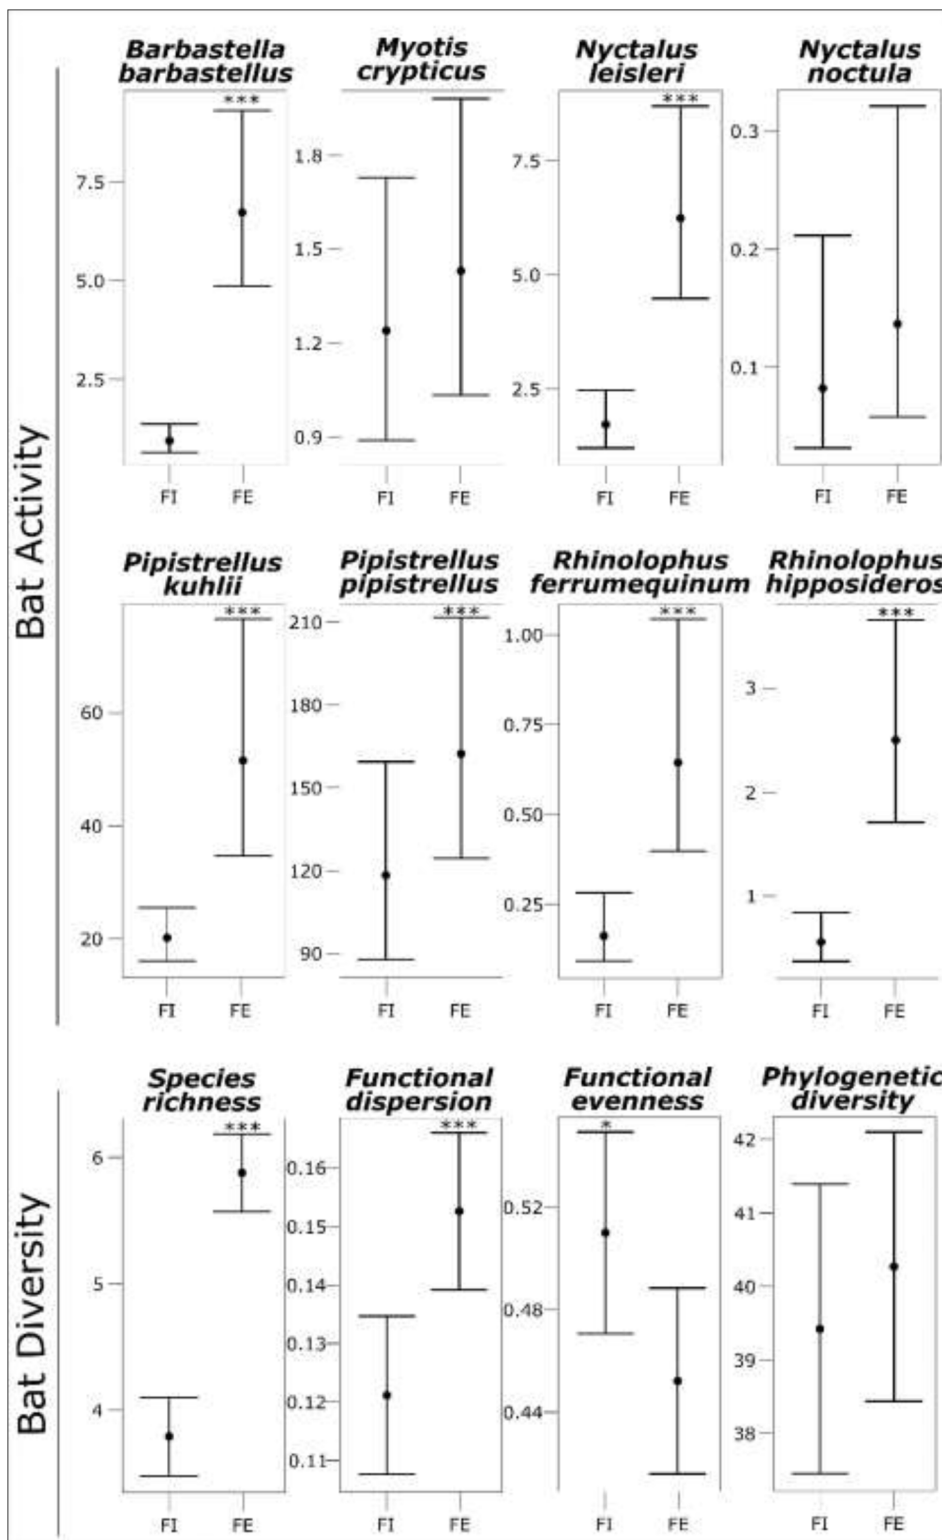 Bat Activity
Barbastella
barbastellus
***
7.5
5.0
2.5
FI FE
Myotis
crypticus
1.8
1.5
1.2
0.9
FI FE
Nyctalus
leisleri
***
7.5
5.0
2.5
FI FE
Nyctalus
noctula
0.3
0.2
0.1
FI FE
Pipistrellus
kuhlii
***
60
40
20
FI FE
Pipistrellus
pipistrellus
***
210
180
150
120
90
FI FE
Rhinolophus
ferrumequinum
***
1.00
0.75
0.50
0.25
FI FE
Rhinolophus
hipposideros
***
3
2
1
FI FE
Bat Diversity
Species
richness
***
6
5
4
FI FE
Functional
dispersion
***
0.16
0.15
0.14
0.13
0.12
0.11
FI FE
Functional
evenness
*
0.52
0.48
0.44
FI FE
Phylogenetic
diversity
42
41
40
39
38
FI FE